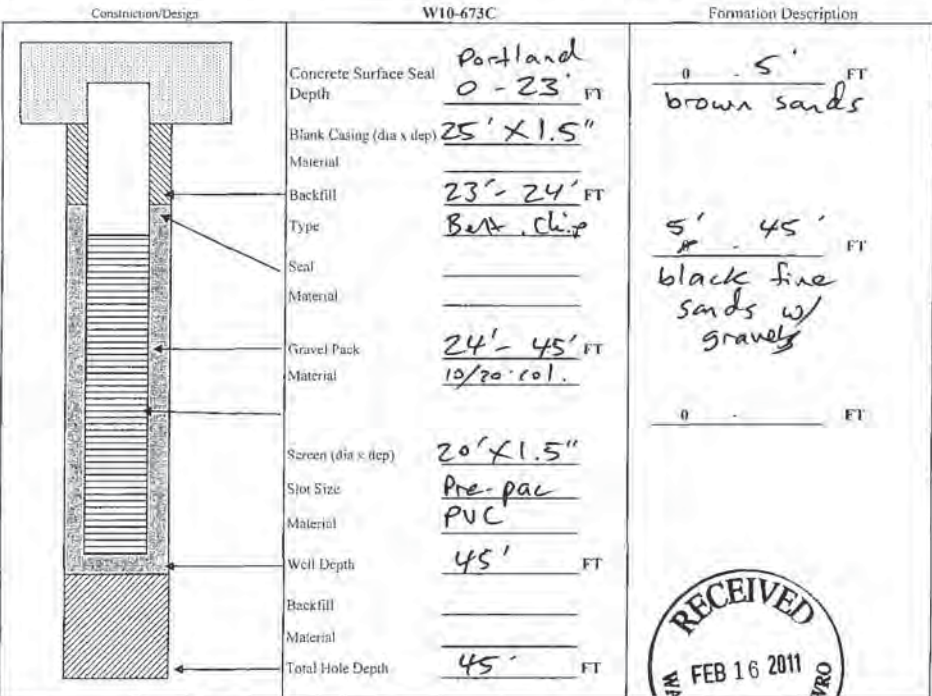 Construction/Design
W10-673C
Formation Description
Concrete Surface Seal Depth Portland 0 - 23' FT
Blank Casing (dia x dep) 25' X 1.5"
Material
Backfill 23' - 24' FT
Type Bent. Chip
Seal
Material
Gravel Pack 24' - 45' FT
Material 10/20 col.
Screen (dia x dep) 20' X 1.5"
Slot Size Pre-pac
Material PVC
Well Depth 45' FT
Backfill
Material
Total Hole Depth 45' FT
0 - 5' FT
brown sands
5' - 45' FT
black fine
sands w/
gravels
0 - FT
RECEIVED
FEB 16 2011